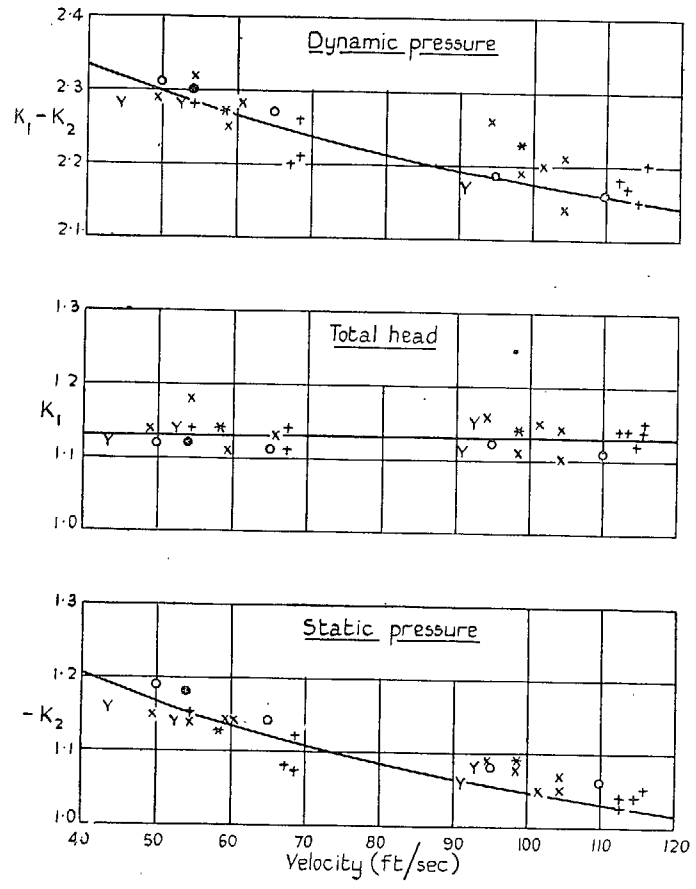 Dynamic pressure
2·4
2·3
K₁ – K₂
2·2
2·1
Total head
1·3
1·2
K₁
1·1
1·0
Static pressure
1·3
1·2
– K₂
1·1
1·0
40 50 60 70 80 90 100 110 120
Velocity (ft/sec)